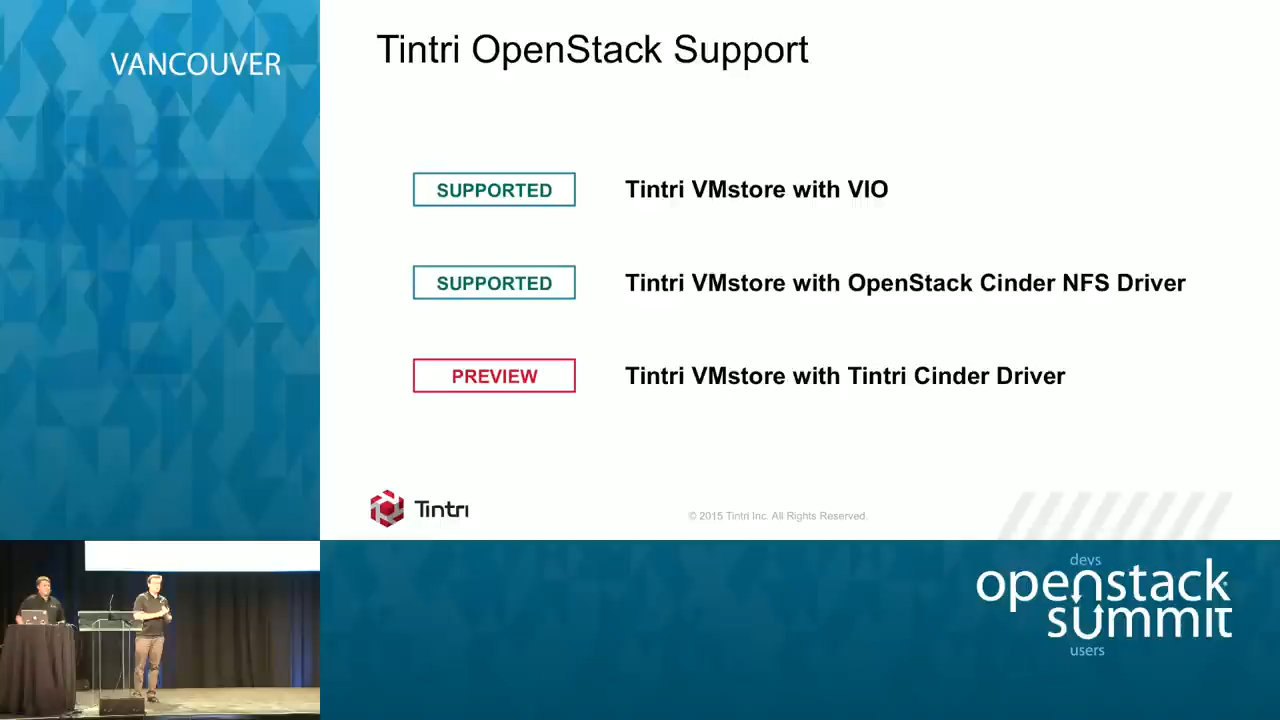 VANCOUVER
Tintri OpenStack Support
SUPPORTED Tintri VMstore with VIO
SUPPORTED Tintri VMstore with OpenStack Cinder NFS Driver
PREVIEW Tintri VMstore with Tintri Cinder Driver
Tintri
© 2015 Tintri Inc. All Rights Reserved.
devs
openstack
summit
users